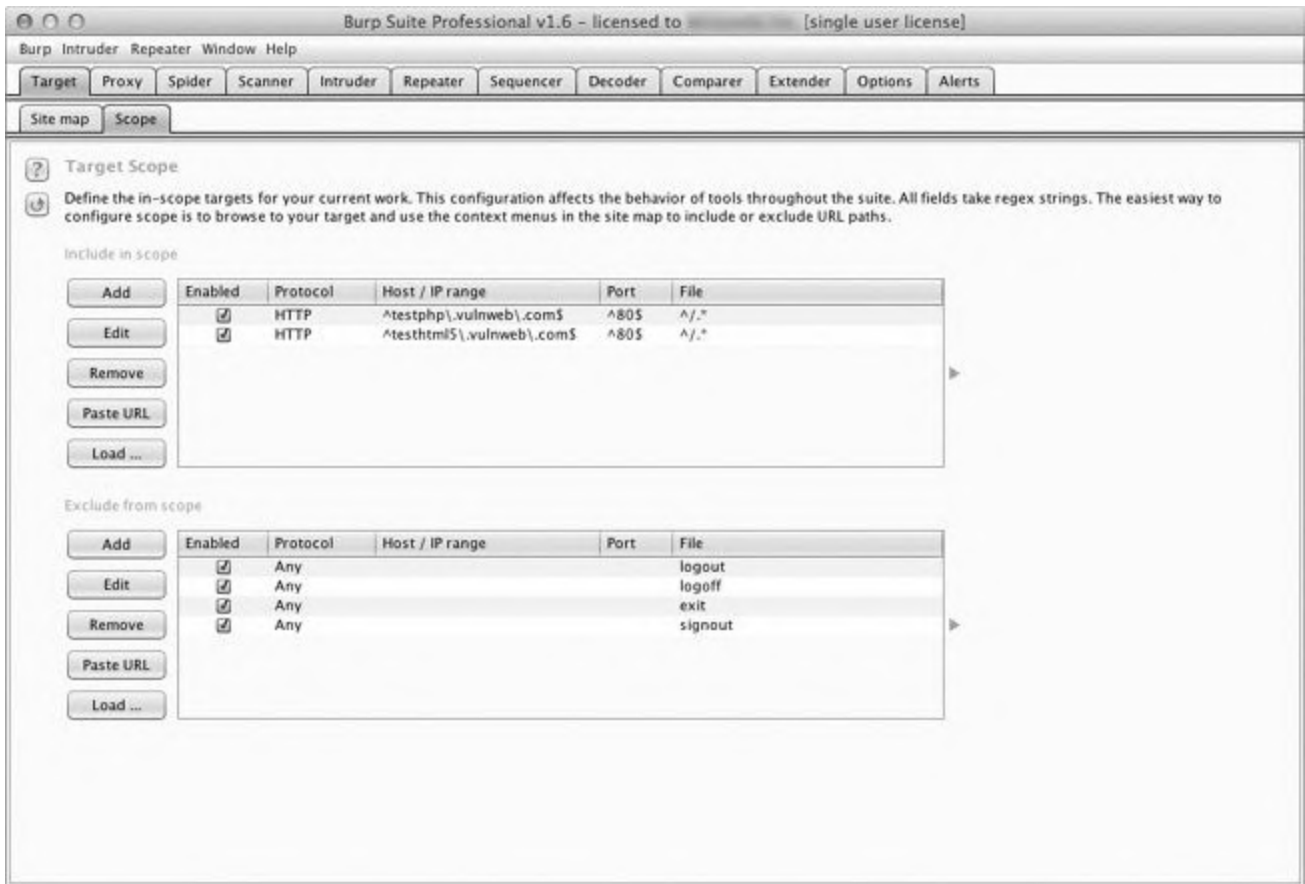 Burp Suite Professional v1.6 - licensed to [single user license]
Burp Intruder Repeater Window Help
Target Proxy Spider Scanner Intruder Repeater Sequencer Decoder Comparer Extender Options Alerts
Site map Scope
? Target Scope
Define the in-scope targets for your current work. This configuration affects the behavior of tools throughout the suite. All fields take regex strings. The easiest way to
configure scope is to browse to your target and use the context menus in the site map to include or exclude URL paths.
Include in scope
Add
Edit
Remove
Paste URL
Load ...
Enabled Protocol Host / IP range Port File
HTTP ^testphp\.vulnweb\.com$ ^80$ ^/.*
HTTP ^testhtml5\.vulnweb\.com$ ^80$ ^/.*
Exclude from scope
Add
Edit
Remove
Paste URL
Load ...
Enabled Protocol Host / IP range Port File
Any logout
Any logoff
Any exit
Any signout